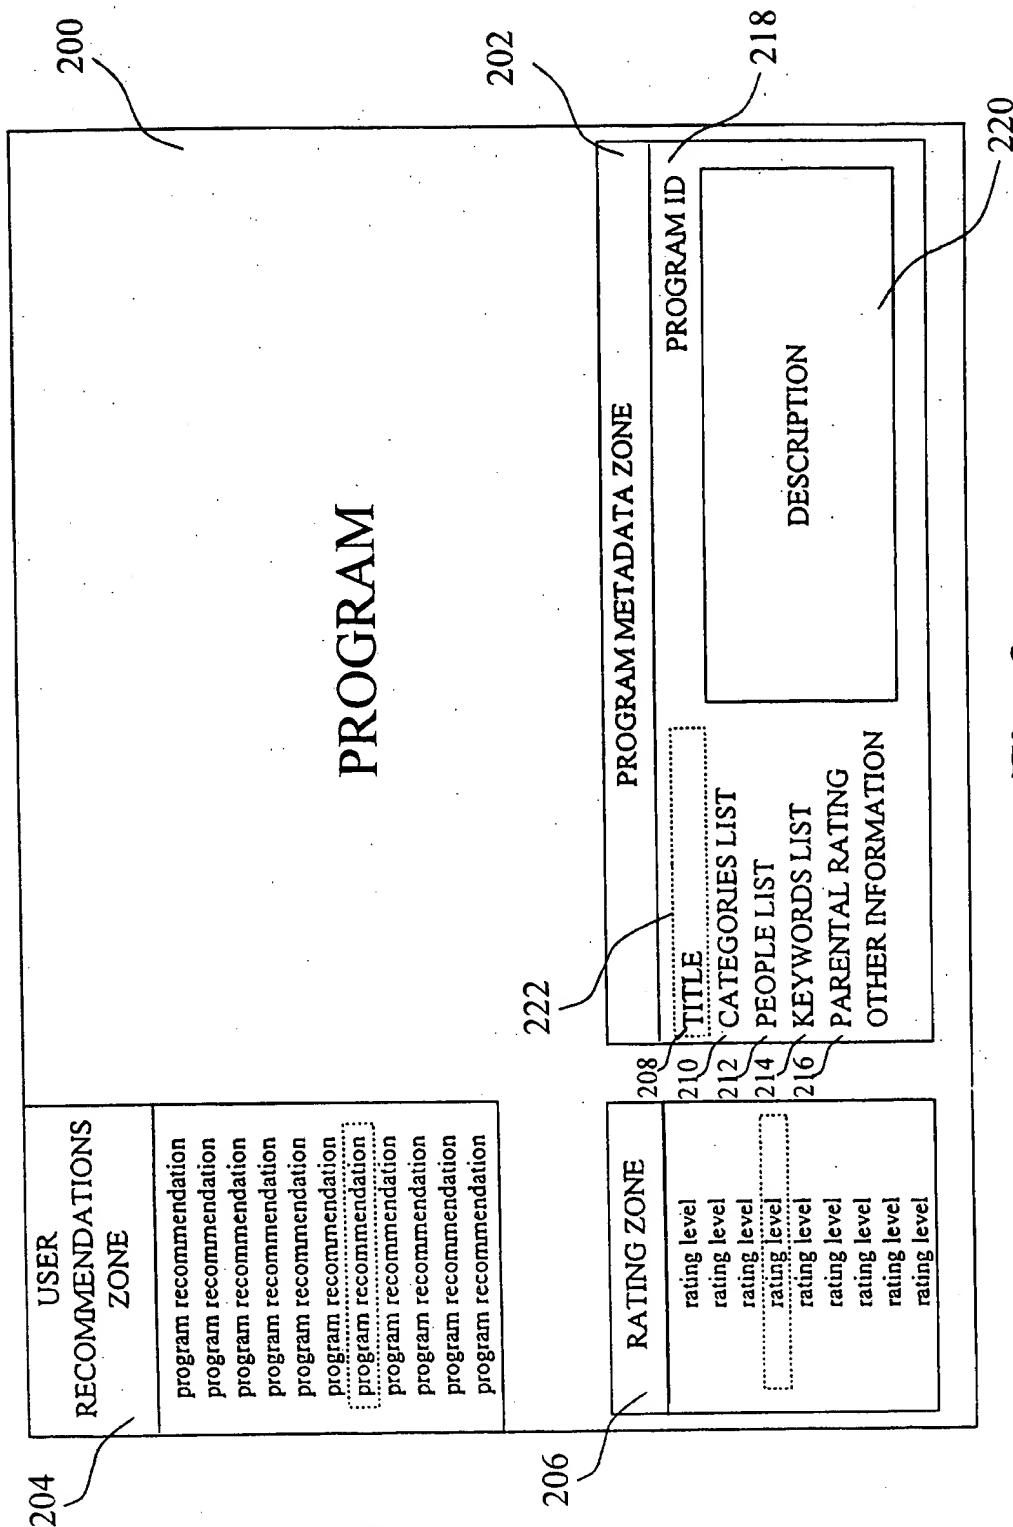 200
204
USER
RECOMMENDATIONS
ZONE
program recommendation
program recommendation
program recommendation
program recommendation
program recommendation
program recommendation
program recommendation
program recommendation
program recommendation
program recommendation
program recommendation
PROGRAM
222
202
206
RATING ZONE
rating level
rating level
rating level
rating level
rating level
rating level
rating level
rating level
rating level
PROGRAM METADATA ZONE
208 TITLE
210 CATEGORIES LIST
212 PEOPLE LIST
214 KEYWORDS LIST
216 PARENTAL RATING
OTHER INFORMATION
PROGRAM ID
218
DESCRIPTION
220